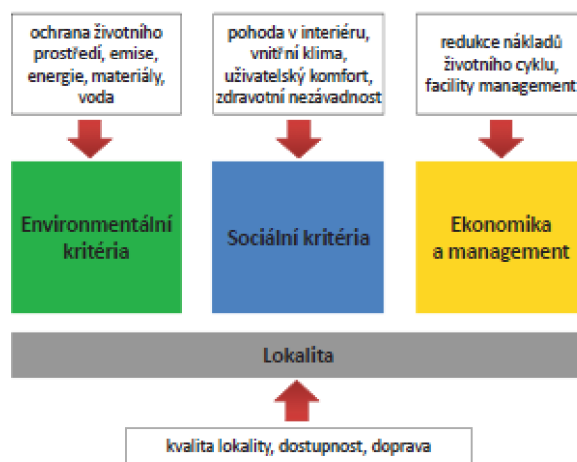 ochrana životního
prostředí, emise,
energie, materiály,
voda
pohoda v interiéru,
vnitřní klima,
uživatelský komfort,
zdravotní nezávadnost
redukce nákladů
životního cyklu,
facility management
Environmentální
kritéria
Sociální kritéria
Ekonomika
a management
Lokalita
kvalita lokality, dostupnost, doprava